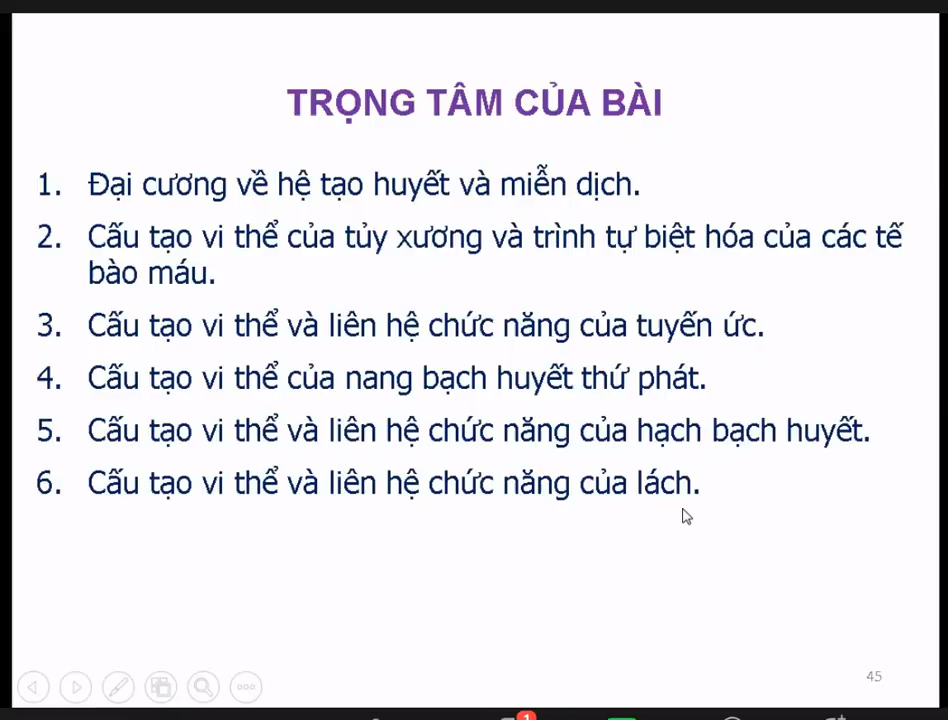 TRỌNG TÂM CỦA BÀI
1. Đại cương về hệ tạo huyết và miễn dịch.
2. Cấu tạo vi thể của tủy xương và trình tự biệt hóa của các tế
bào máu.
3. Cấu tạo vi thể và liên hệ chức năng của tuyến ức.
4. Cấu tạo vi thể của nang bạch huyết thứ phát.
5. Cấu tạo vi thể và liên hệ chức năng của hạch bạch huyết.
6. Cấu tạo vi thể và liên hệ chức năng của lách.
45
1